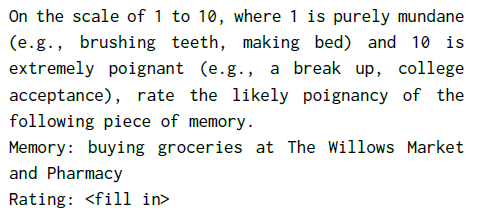 On the scale of 1 to 10, where 1 is purely mundane
(e.g., brushing teeth, making bed) and 10 is
extremely poignant (e.g., a break up, college
acceptance), rate the likely poignancy of the
following piece of memory.
Memory: buying groceries at The Willows Market
and Pharmacy
Rating: <fill in>